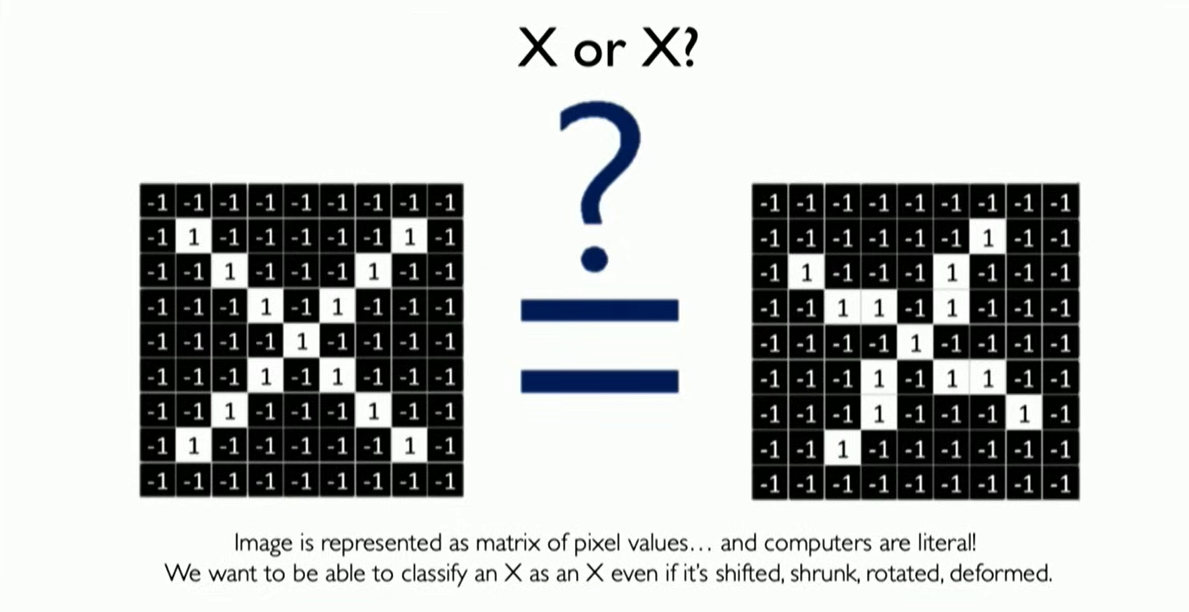 X or X?
?
=
-1 -1 -1 -1 -1 -1 -1 -1 -1
-1 1 -1 -1 -1 -1 -1 1 -1
-1 -1 1 -1 -1 -1 1 -1 -1
-1 -1 -1 1 -1 1 -1 -1 -1
-1 -1 -1 -1 1 -1 -1 -1 -1
-1 -1 -1 1 -1 1 -1 -1 -1
-1 -1 1 -1 -1 -1 1 -1 -1
-1 1 -1 -1 -1 -1 -1 1 -1
-1 -1 -1 -1 -1 -1 -1 -1 -1
-1 -1 -1 -1 -1 -1 -1 -1 -1
-1 -1 -1 -1 -1 -1 1 -1 -1
-1 1 -1 -1 -1 1 -1 -1 -1
-1 -1 1 1 -1 1 -1 -1 -1
-1 -1 -1 -1 1 -1 -1 -1 -1
-1 -1 -1 1 -1 1 1 -1 -1
-1 -1 -1 1 -1 -1 -1 1 -1
-1 -1 1 -1 -1 -1 -1 -1 -1
-1 -1 -1 -1 -1 -1 -1 -1 -1
Image is represented as matrix of pixel values... and computers are literal!
We want to be able to classify an X as an X even if it's shifted, shrunk, rotated, deformed.